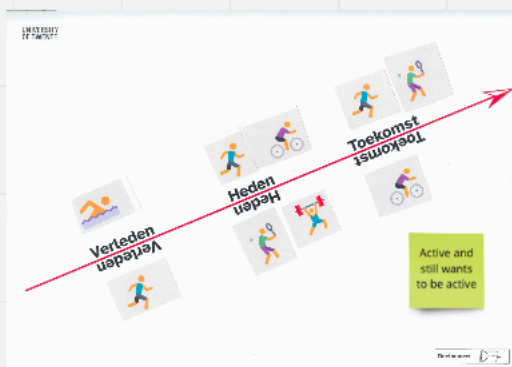 UNIVERSITY
OF TWENTE
Toekomst
Toekomst
Heden
Heden
Verleden
Verleden
Active and
still wants
to be active